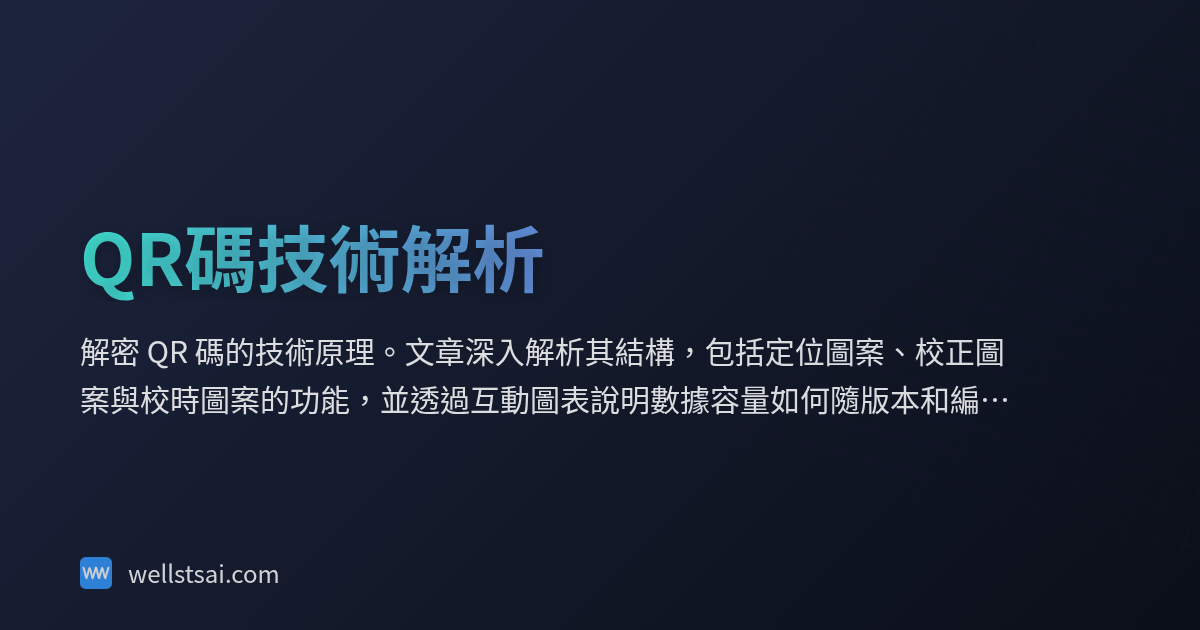 QR碼技術解析
解密 QR 碼的技術原理。文章深入解析其結構，包括定位圖案、校正圖
案與校時圖案的功能，並透過互動圖表說明數據容量如何隨版本和編⋯
wellstsai.com